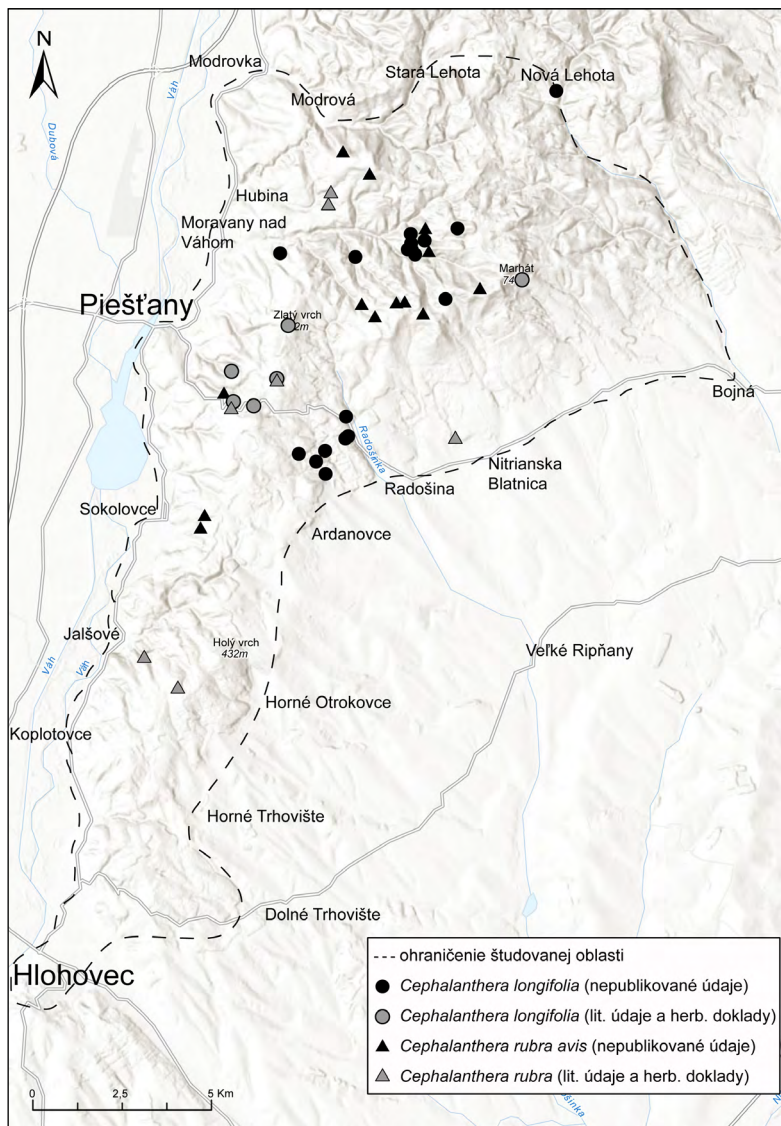 N
Modrovka
Stará Lehota
Nová Lehota
Váh
Modrová
Dubová
Hubina
Moravany nad
Váhom
Marhát
Piešťany
Zlatý vrch
Bojná
Radošinka
Nitrianska
Blatnica
Radošina
Sokolovce
Ardanovce
Jalšové
Holý vrch
432m
Veľké Ripňany
Váh
Váh
Horné Otrokovce
Koplotovce
Horné Trhovište
Dolné Trhovište
Hlohovec
ohraničenie študovanej oblasti
Cephalanthera longifolia (nepublikované údaje)
Cephalanthera longifolia (lit. údaje a herb. doklady)
Cephalanthera rubra avis (nepublikované údaje)
Cephalanthera rubra (lit. údaje a herb. doklady)
0 2,5 5 Km